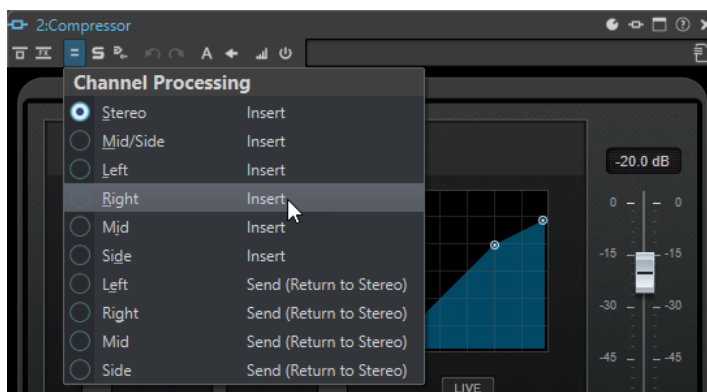 2:Compressor
FX S A
Channel Processing
Stereo Insert
Mid/Side Insert
Left Insert
Right Insert
Mid Insert
Side Insert
Left Send (Return to Stereo)
Right Send (Return to Stereo)
Mid Send (Return to Stereo)
Side Send (Return to Stereo)
-20.0 dB
0 0
-15 -15
-30 -30
-45 -45
LIVE